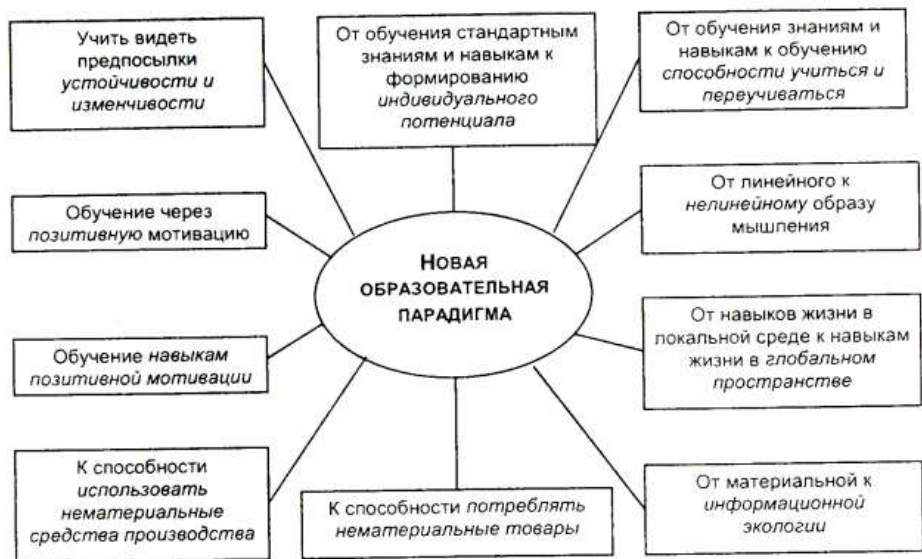 Учить видеть
предпосылки
устойчивости и
изменчивости
От обучения стандартным
знаниям и навыкам к
формированию
индивидуального
потенциала
От обучения знаниям и
навыкам к обучению
способности учиться и
переучиваться
Обучение через
позитивную мотивацию
От линейного к
нелинейному образу
мышпения
НОВАЯ
ОБРАЗОВАТЕЛЬНАЯ
ПАРАДИГМА
Обучение навыкам
позитивной мотивации
От навыков жизни в
локальной среде к навыкам
жизни в глобальном
пространстве
К способности
использовать
нематериальные
средства производства
К способности потреблять
нематериальные товары
От материальной к
информационной
экологии